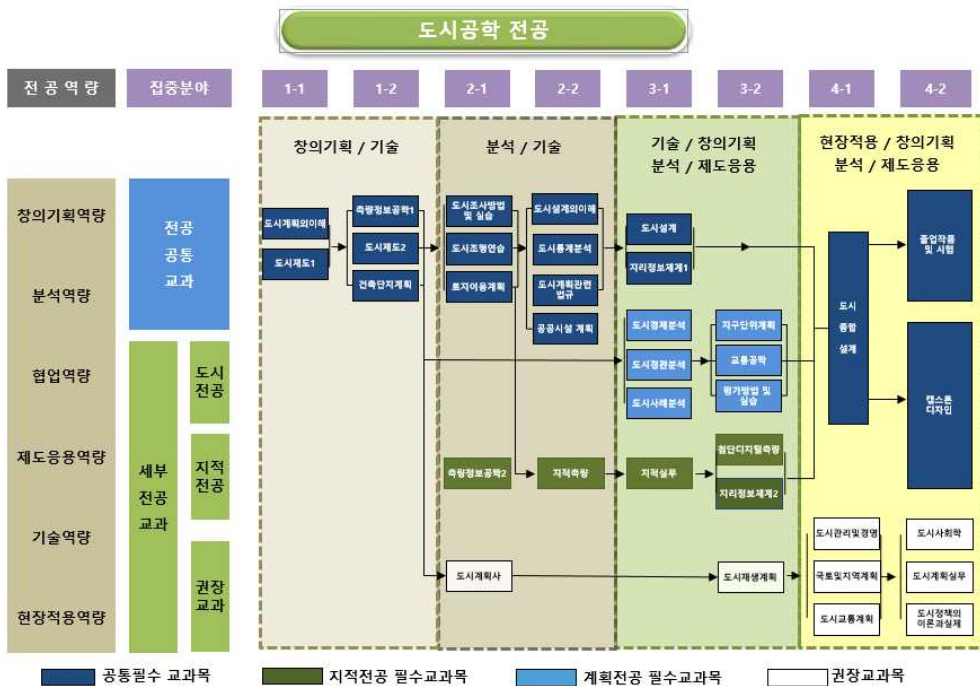 도시공학 전공
전 공 역 량
집중분야
1-1
1-2
2-1
2-2
3-1
3-2
4-1
4-2
창의기획 / 기술
분석 / 기술
기술 / 창의기획
분석 / 제도응용
현장적용 / 창의기획
분석 / 제도응용
창의기획역량
분석역량
협업역량
제도응용역량
기술역량
현장적용역량
전공
공통
교과
세부
전공
교과
도시
전공
지적
전공
권장
교과
도시계획의이해
도시제도1
측량정보공학1
도시제도2
건축단지계획
도시조사방법
및 실습
도시조형연습
토지이용계획
도시설계의이해
도시통계분석
도시계획관련
법규
공공시설 계획
도시설계
지리정보체계1
도시경제분석
도시경관분석
도시사례분석
지구단위계획
교통공학
평가방법 및
실습
측량정보공학2
지적측량
지적실무
첨단디지털측량
지리정보체계2
도시계획사
도시재생계획
도시
종합
설계
졸업작품
및 시험
캡스톤
디자인
도시관리및경영
국토및지역계획
도시교통계획
도시사회학
도시계획실무
도시정책의
이론과실제
공통필수 교과목
지적전공 필수교과목
계획전공 필수교과목
권장교과목